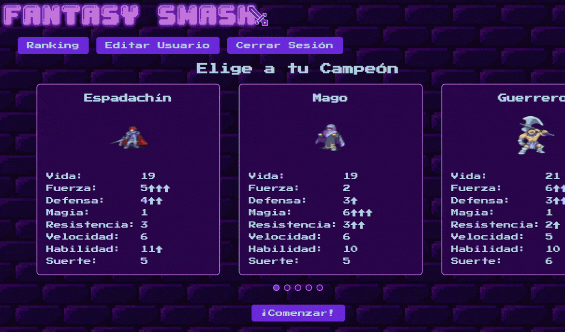 FANTASY SMASH
Ranking
Editar Usuario
Cerrar Sesión
Elige a tu Campeón
Espadachín
Vida: 19
Fuerza: 5↑↑↑
Defensa: 4↑↑
Magia: 1
Resistencia: 3
Velocidad: 6
Habilidad: 11↑
Suerte: 5
Mago
Vida: 19
Fuerza: 2
Defensa: 3↑
Magia: 6↑↑↑
Resistencia: 3↑↑
Velocidad: 6
Habilidad: 10
Suerte: 5
Guerrero
Vida: 21
Fuerza: 6↑↑
Defensa: 3↑↑
Magia: 1
Resistencia: 2↑
Velocidad: 5
Habilidad: 10
Suerte: 6
¡Comenzar!